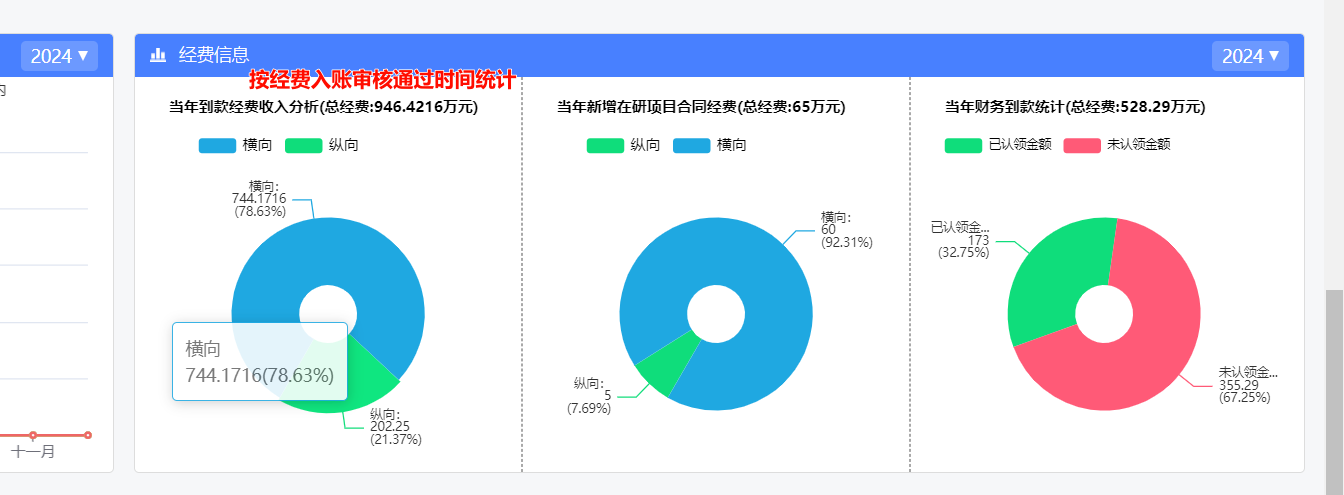 2024▼
经费信息
2024▼
按经费入账审核通过时间统计
当年到款经费收入分析(总经费:946.4216万元)
横向
纵向
横向:
744.1716
(78.63%)
横向
744.1716(78.63%)
纵向:
202.25
(21.37%)
当年新增在研项目合同经费(总经费:65万元)
纵向
横向
横向:
60
(92.31%)
纵向:
5
(7.69%)
当年财务到款统计(总经费:528.29万元)
已认领金额
未认领金额
已认领金...
173
(32.75%)
未认领金...
355.29
(67.25%)
十一月